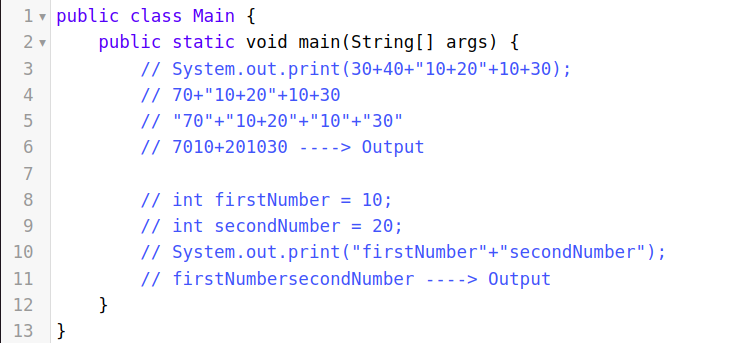 1 public class Main {
2 public static void main(String[] args) {
3 // System.out.print(30+40+"10+20"+10+30);
4 // 70+"10+20"+10+30
5 // "70"+"10+20"+"10"+"30"
6 // 7010+201030 ----> Output
7
8 // int firstNumber = 10;
9 // int secondNumber = 20;
10 // System.out.print("firstNumber"+"secondNumber");
11 // firstNumbersecondNumber ----> Output
12 }
13 }